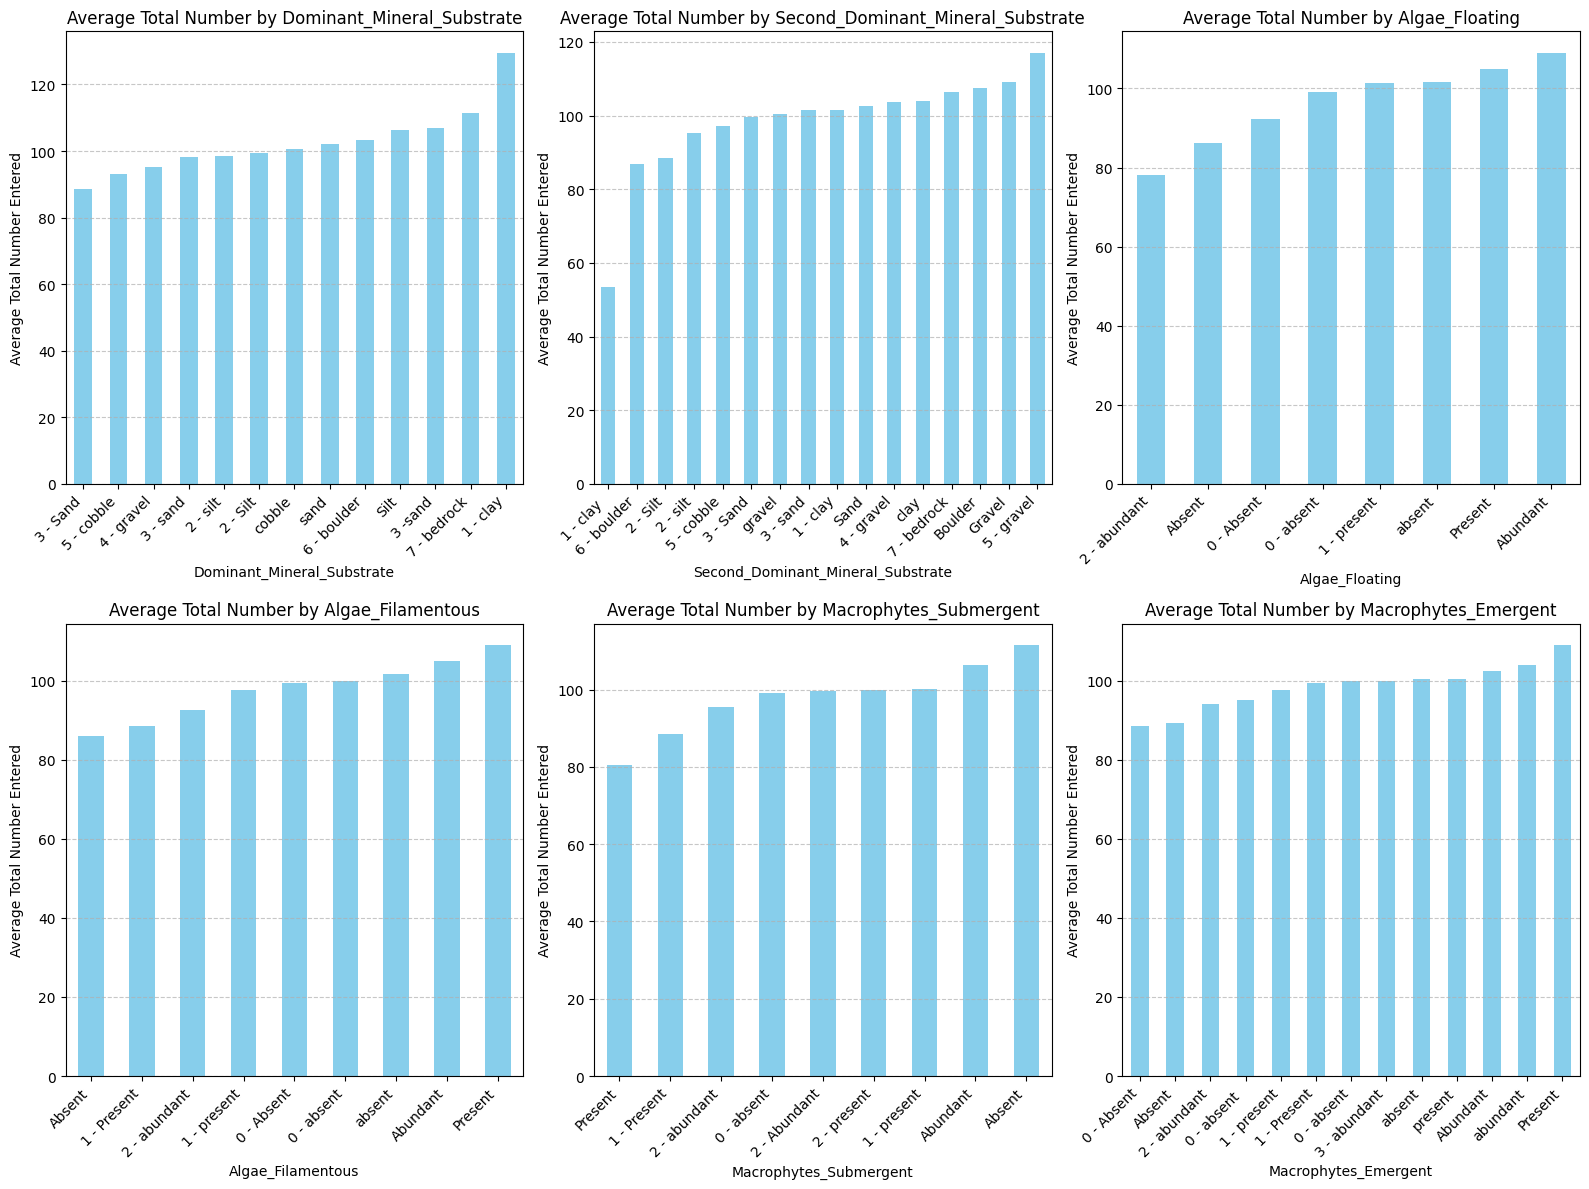 Average Total Number by Dominant_Mineral_Substrate
Average Total Number Entered
120
100
80
60
40
20
0
3 - Sand
5 - cobble
4 - gravel
3 - sand
2 - silt
2 - Silt
cobble
sand
6 - boulder
Silt
3 -sand
7 - bedrock
1 - clay
Dominant_Mineral_Substrate
Average Total Number by Second_Dominant_Mineral_Substrate
Average Total Number Entered
120
100
80
60
40
20
0
1 - clay
6 - boulder
2 - Silt
2 - silt
5 - cobble
3 - Sand
gravel
3 - sand
1 - clay
Sand
4 - gravel
clay
7 - bedrock
Boulder
Gravel
5 - gravel
Second_Dominant_Mineral_Substrate
Average Total Number by Algae_Floating
Average Total Number Entered
100
80
60
40
20
0
2 - abundant
Absent
0 - Absent
0 - absent
1 - present
absent
Present
Abundant
Algae_Floating
Average Total Number by Algae_Filamentous
Average Total Number Entered
100
80
60
40
20
0
Absent
1 - Present
2 - abundant
1 - present
0 - Absent
0 - absent
absent
Abundant
Present
Algae_Filamentous
Average Total Number by Macrophytes_Submergent
Average Total Number Entered
100
80
60
40
20
0
Present
1 - Present
2 - abundant
0 - absent
2 - Abundant
2 - present
1 - present
Abundant
Absent
Macrophytes_Submergent
Average Total Number by Macrophytes_Emergent
Average Total Number Entered
100
80
60
40
20
0
0 - Absent
Absent
2 - abundant
0 - absent
1 - present
1 - Present
0 - absent
3 - abundant
absent
present
Abundant
abundant
Present
Macrophytes_Emergent